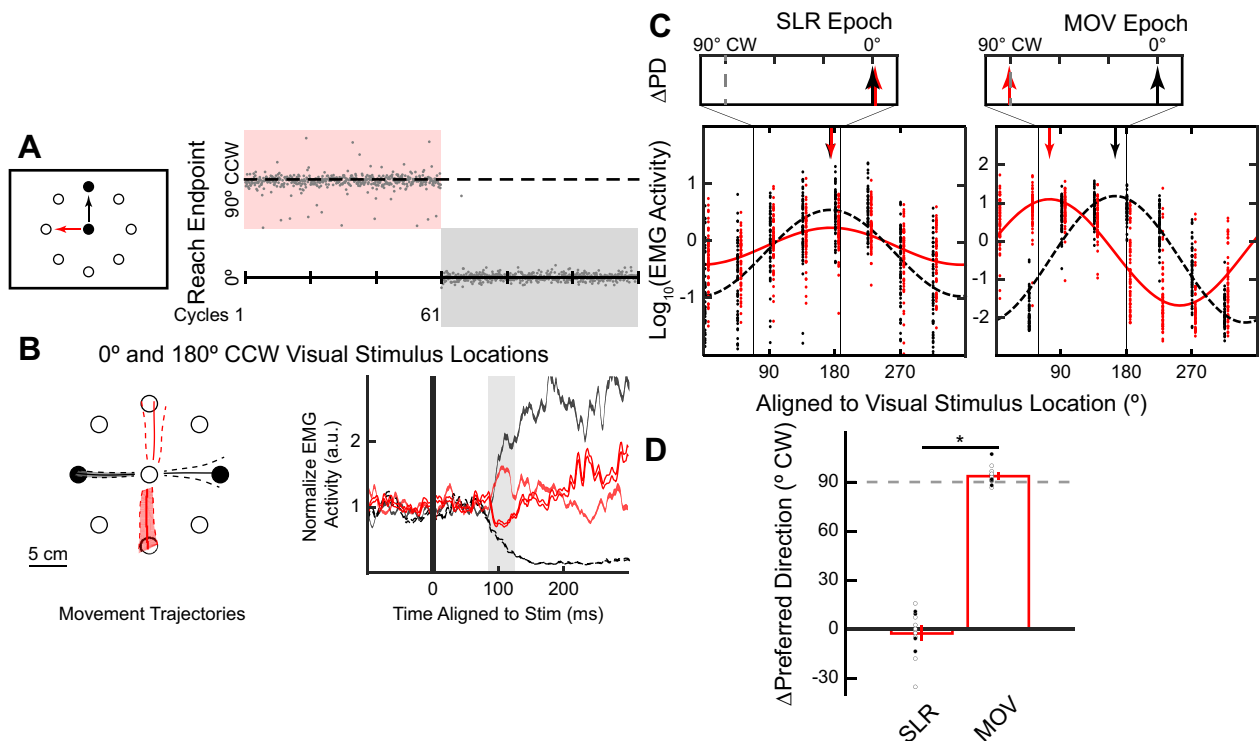 A
Reach Endpoint
90º CCW
0º
Cycles 1
61
B
0º and 180º CCW Visual Stimulus Locations
5 cm
Movement Trajectories
Normalize EMG
Activity (a.u.)
2
1
0
100
200
Time Aligned to Stim (ms)
C
SLR Epoch
MOV Epoch
90° CW
0°
90° CW
0°
ΔPD
Log10(EMG Activity)
1
0
-1
2
1
0
-1
-2
90
180
270
90
180
270
Aligned to Visual Stimulus Location (º)
D
ΔPreferred Direction (º CW)
90
60
30
0
-30
*
SLR
MOV